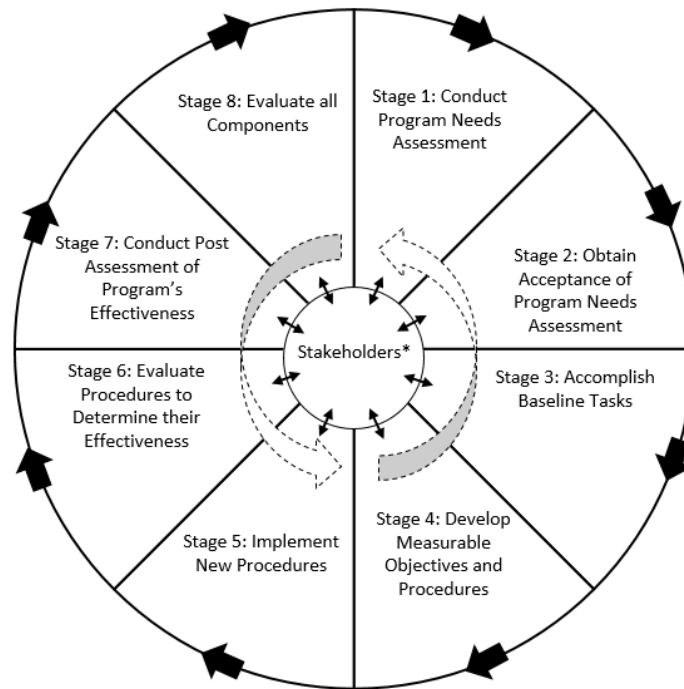 Stage 1: Conduct
Program Needs
Assessment
Stage 2: Obtain
Acceptance of
Program Needs
Assessment
Stage 3: Accomplish
Baseline Tasks
Stage 4: Develop
Measurable
Objectives and
Procedures
Stage 5: Implement
New Procedures
Stage 6: Evaluate
Procedures to
Determine their
Effectiveness
Stage 7: Conduct Post
Assessment of
Program’s
Effectiveness
Stage 8: Evaluate all
Components
Stakeholders*